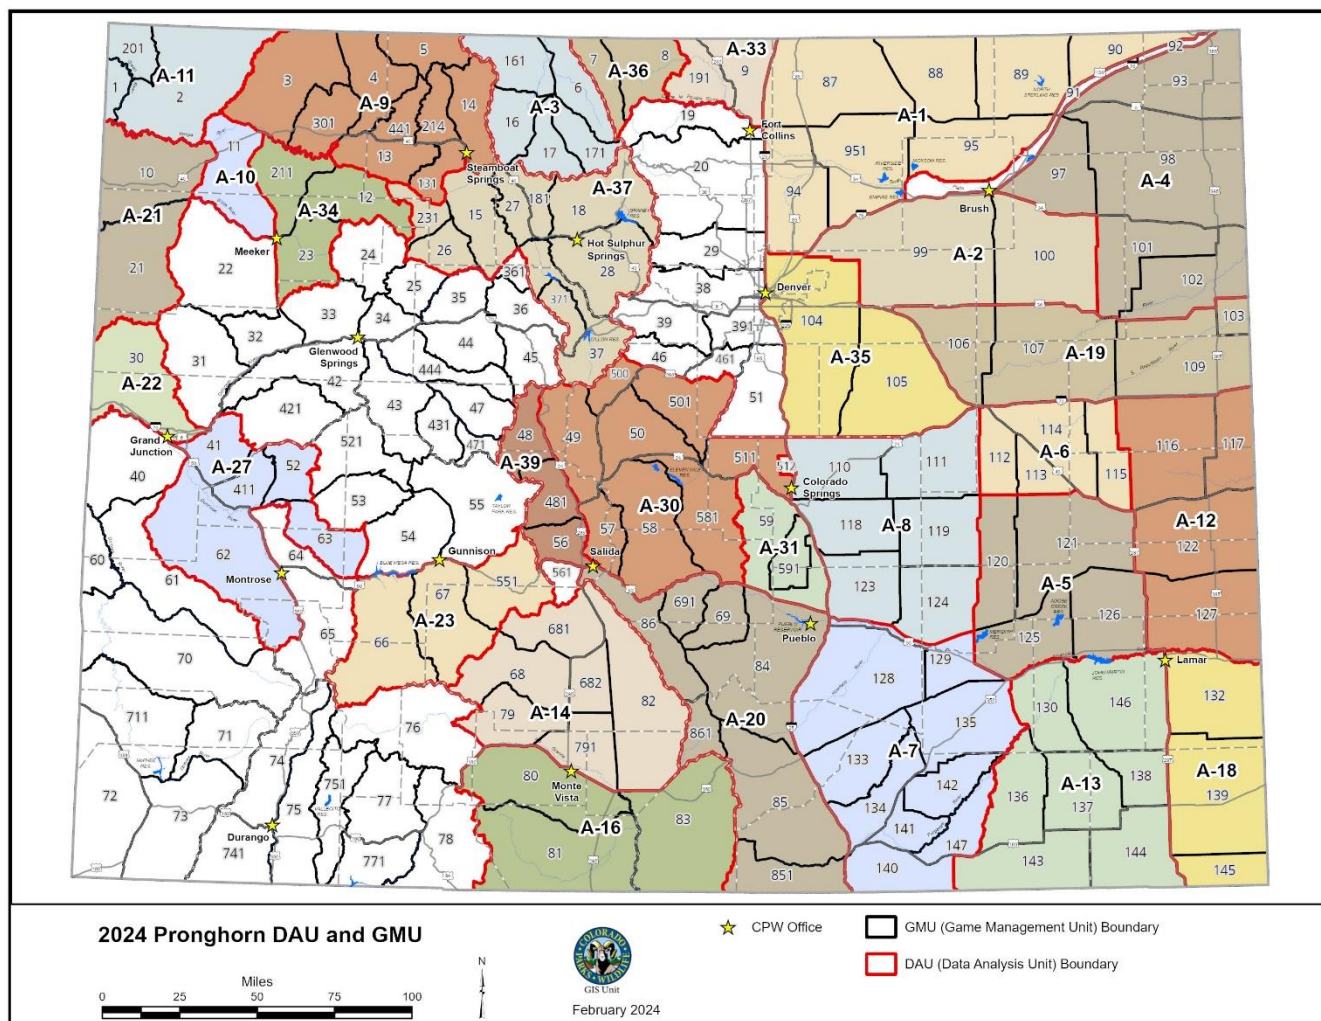 201
A-11
1
2
3
4
5
A-9
301
441
214
14
13
131
161
6
A-3
16
17
171
7
8
A-36
A-33
191
9
87
88
89
90
92
91
93
A-1
951
95
94
Fort
Collins
19
20
Steamboat
Springs
10
11
A-10
211
A-34
12
A-21
21
22
Meeker
23
24
231
15
26
27
181
18
A-37
Hot Sulphur
Springs
28
29
97
98
A-4
Brush
99
A-2
100
101
102
103
25
33
34
35
361
36
371
37
38
39
391
46
461
Denver
104
A-35
105
106
107
A-19
109
30
A-22
31
32
Glenwood
Springs
44
444
45
42
43
421
431
47
471
521
500
501
51
50
49
48
A-39
481
56
Grand
Junction
41
A-27
411
52
40
53
54
55
63
62
64
61
60
Montrose
Gunnison
511
512
Colorado
Springs
A-30
57
58
581
Salida
59
A-31
591
110
111
118
A-8
119
123
124
112
A-6
113
114
115
116
117
A-12
122
127
120
121
A-5
125
126
561
551
67
A-23
66
65
70
711
71
72
73
74
741
75
751
77
771
76
78
Durango
681
68
682
79
A-14
791
82
80
Monte
Vista
A-16
81
83
86
691
69
84
A-20
861
85
851
Pueblo
128
129
135
A-7
133
134
142
141
147
140
Lamar
130
146
136
A-13
137
138
143
144
132
A-18
139
145
2024 Pronghorn DAU and GMU
Miles
0 25 50 75 100
N
COLORADO
PARKS
WILDLIFE
GIS Unit
February 2024
CPW Office
GMU (Game Management Unit) Boundary
DAU (Data Analysis Unit) Boundary